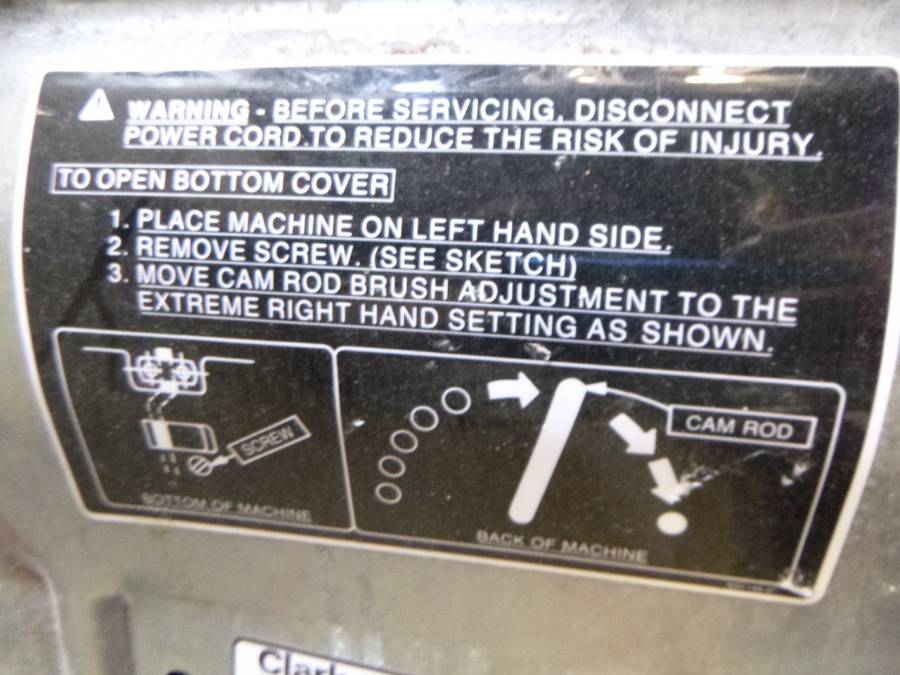 WARNING - BEFORE SERVICING, DISCONNECT
POWER CORD TO REDUCE THE RISK OF INJURY.
TO OPEN BOTTOM COVER
1. PLACE MACHINE ON LEFT HAND SIDE.
2. REMOVE SCREW. (SEE SKETCH)
3. MOVE CAM ROD BRUSH ADJUSTMENT TO THE
EXTREME RIGHT HAND SETTING AS SHOWN.
SCREW
BOTTOM OF MACHINE
CAM ROD
BACK OF MACHINE